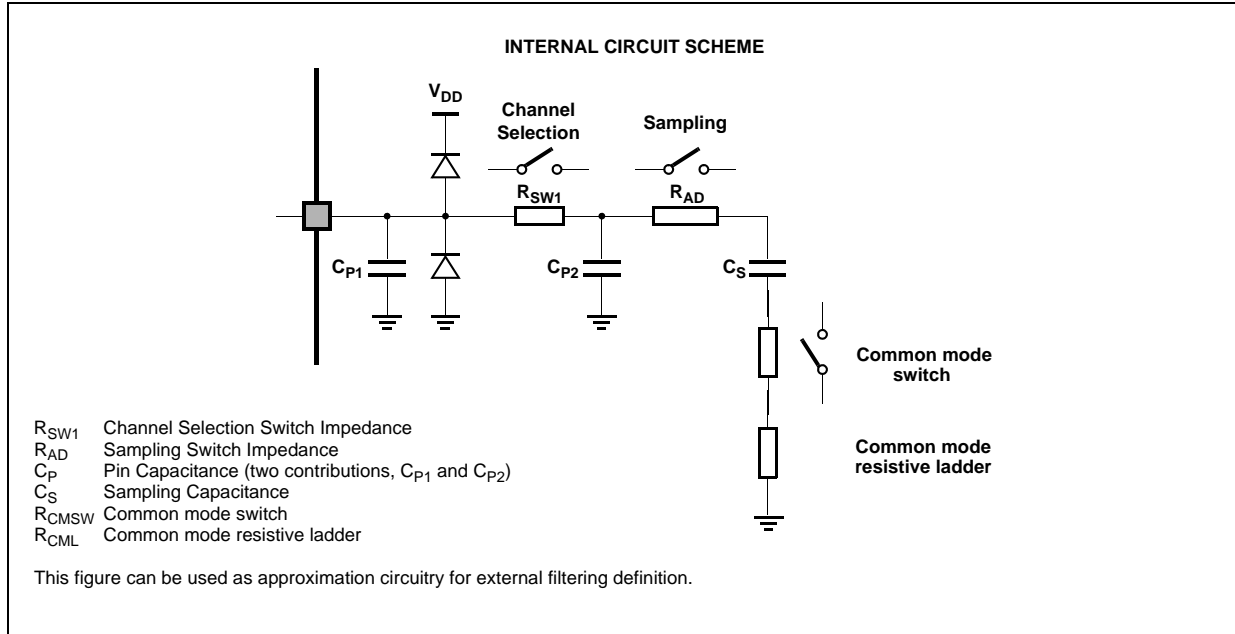 INTERNAL CIRCUIT SCHEME
VDD
Channel
Selection
Sampling
RSW1
RAD
CP1
CP2
CS
Common mode
switch
Common mode
resistive ladder
RSW1 Channel Selection Switch Impedance
RAD Sampling Switch Impedance
CP Pin Capacitance (two contributions, CP1 and CP2)
CS Sampling Capacitance
RCMSW Common mode switch
RCML Common mode resistive ladder
This figure can be used as approximation circuitry for external filtering definition.